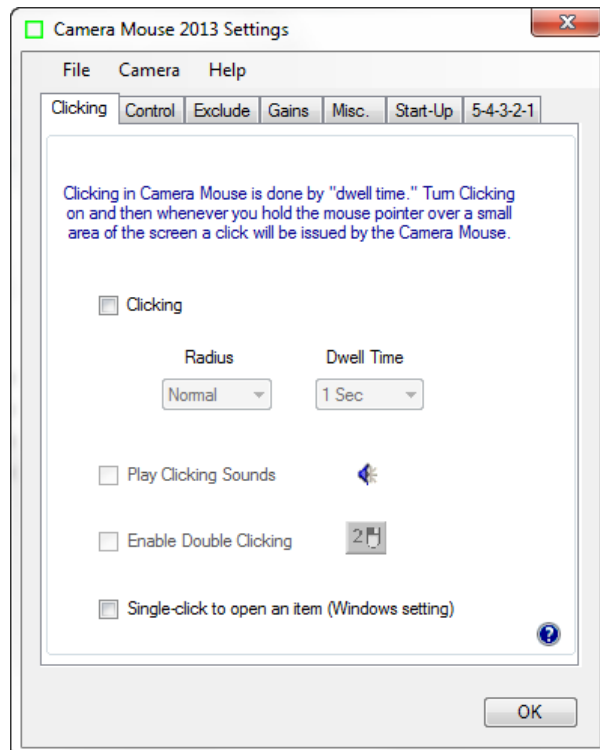 Camera Mouse 2013 Settings
File Camera Help
Clicking Control Exclude Gains Misc. Start-Up 5-4-3-2-1
Clicking in Camera Mouse is done by "dwell time." Turn Clicking
on and then whenever you hold the mouse pointer over a small
area of the screen a click will be issued by the Camera Mouse.
Clicking
Radius Dwell Time
Normal 1 Sec
Play Clicking Sounds
Enable Double Clicking 2
Single-click to open an item (Windows setting)
?
OK